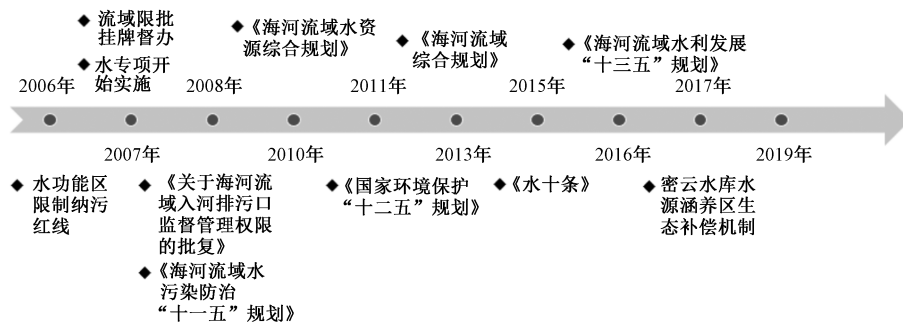 流域限批
挂牌督办
水专项开
始实施
《海河流域水资
源综合规划》
《海河流域
综合规划》
《海河流域水利发展
“十三五”规划》
2006年
2008年
2011年
2015年
2017年
2007年
2010年
2013年
2016年
2019年
水功能区
限制纳污
红线
《关于海河流
域入河排污口
监督管理权限
的批复》
《海河流域水
污染防治
“十一五”规划》
《国家环境保护
“十二五”规划》
《水十条》
密云水库水
源涵养区生
态补偿机制